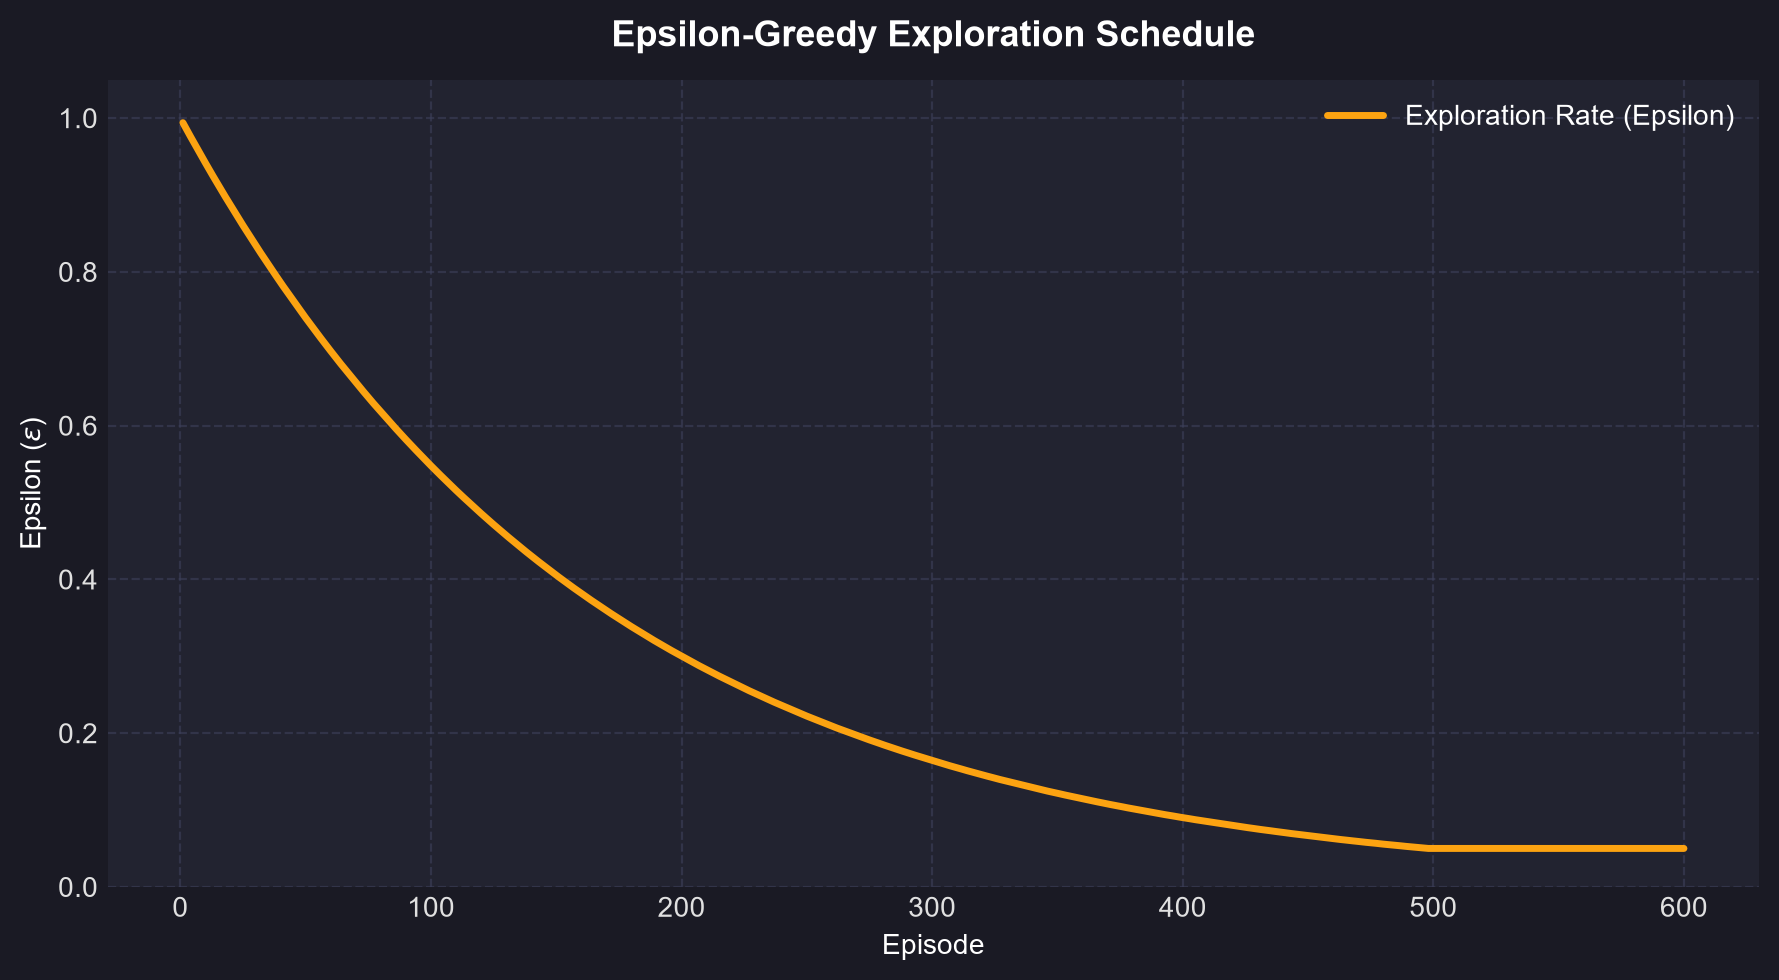 Epsilon-Greedy Exploration Schedule
Exploration Rate (Epsilon)
Epsilon (ε)
1.0
0.8
0.6
0.4
0.2
0.0
0 100 200 300 400 500 600
Episode